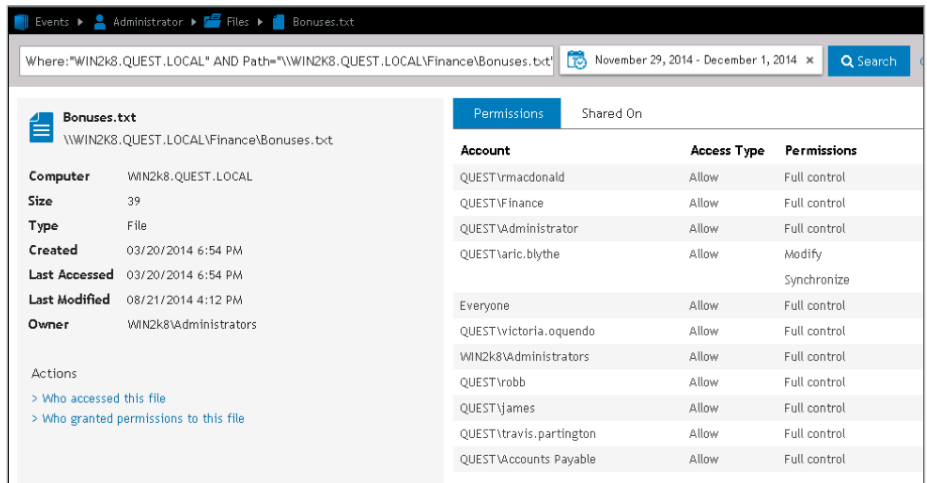 Events Administrator Files Bonuses.txt
Where:"WIN2k8.QUEST.LOCAL" AND Path="\\WIN2K8.QUEST.LOCAL\Finance\Bonuses.txt" November 29, 2014 - December 1, 2014 × Search
Bonuses.txt
\\WIN2K8.QUEST.LOCAL\Finance\Bonuses.txt
Computer WIN2k8.QUEST.LOCAL
Size 39
Type File
Created 03/20/2014 6:54 PM
Last Accessed 03/20/2014 6:54 PM
Last Modified 08/21/2014 4:12 PM
Owner WIN2k8\Administrators
Actions
> Who accessed this file
> Who granted permissions to this file
Permissions Shared On
Account Access Type Permissions
QUEST\rmacdonald Allow Full control
QUEST\Finance Allow Full control
QUEST\Administrator Allow Full control
QUEST\aric.blythe Allow Modify
Synchronize
Everyone Allow Full control
QUEST\victoria.oquendo Allow Full control
WIN2k8\Administrators Allow Full control
QUEST\robb Allow Full control
QUEST\james Allow Full control
QUEST\travis.partington Allow Full control
QUEST\Accounts Payable Allow Full control